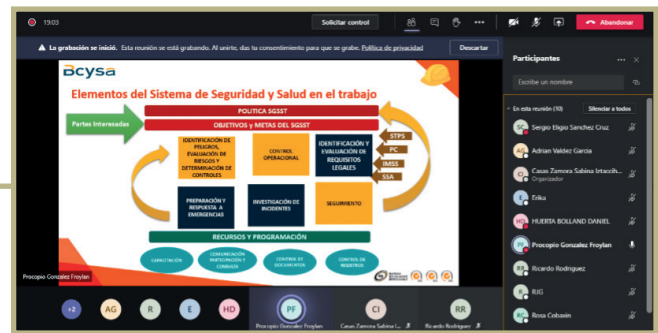 19:03
Solicitar control
Abandonar
La grabación se inició. Esta reunión se está grabando. Al unirte, das tu consentimiento para que se grabe. Política de privacidad
Descartar
Bcysa
Elementos del Sistema de Seguridad y Salud en el trabajo
Partes Interesadas
POLITICA SGSST
OBJETIVOS y METAS DEL SGSST
IDENTIFICACIÓN DE
PELIGROS,
EVALUACIÓN DE
RIESGOS Y
DETERMINACIÓN DE
CONTROLES
CONTROL
OPERACIONAL
IDENTIFICACIÓN Y
EVALUACIÓN DE
REQUISITOS
LEGALES
STPS
PC
IMSS
SSA
PREPARACIÓN Y
RESPUESTA A
EMERGENCIAS
INVESTIGACIÓN DE
INCIDENTES
SEGUIMIENTO
RECURSOS Y PROGRAMACIÓN
CAPACITACIÓN
COMUNICACIÓN
PARTICIPACIÓN Y
CONSULTA
CONTROL DE
DOCUMENTOS
CONTROL DE
REGISTROS
Procopio Gonzalez Froylan
+2
AG
R
E
HD
PF
Procopio Gonzalez Froylan
CI
Casas Zamora Sabina I...
RR
Ricardo Rodriguez
Participantes
Escribe un nombre
En esta reunión (10)
Silenciar a todos
Sergio Eligio Sanchez Cruz
AG
Adrian Valdez Garcia
Casas Zamora Sabina Iztaccih...
Organizador
Erika
HD
HUERTA BOLLAND DANIEL
Procopio Gonzalez Froylan
RR
Ricardo Rodriguez
RJG
RC
Rosa Cobaxin